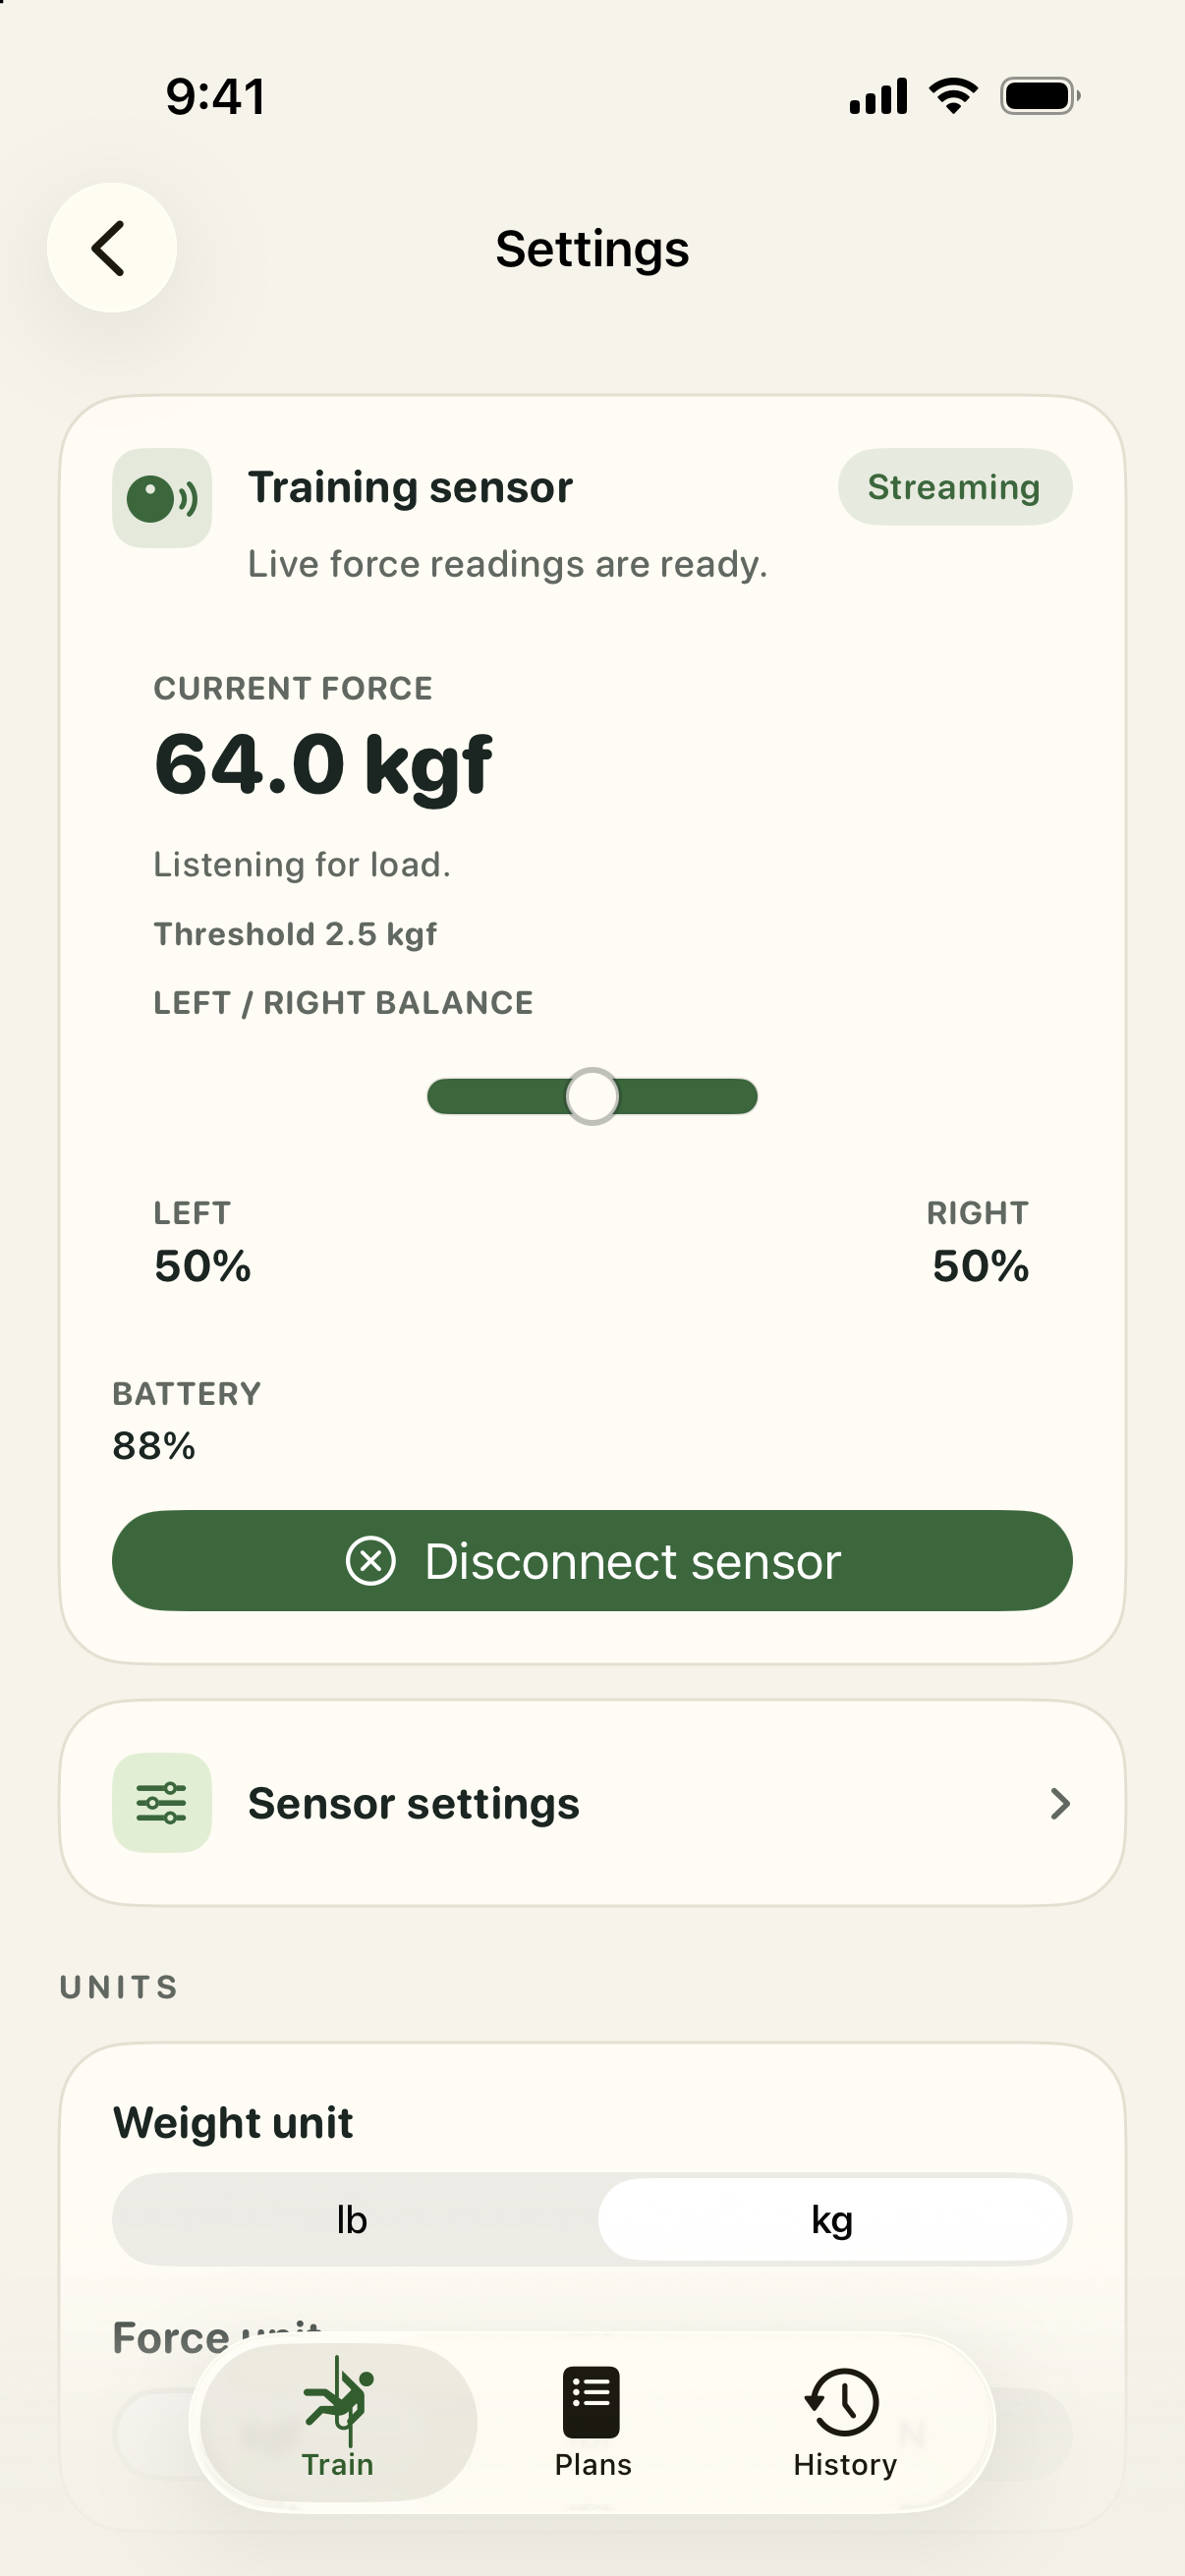 9:41
Settings
Training sensor
Streaming
Live force readings are ready.
CURRENT FORCE
64.0 kgf
Listening for load.
Threshold 2.5 kgf
LEFT / RIGHT BALANCE
LEFT
RIGHT
50%
50%
BATTERY
88%
Disconnect sensor
Sensor settings
UNITS
Weight unit
lb
kg
Force unit
Train
Plans
History